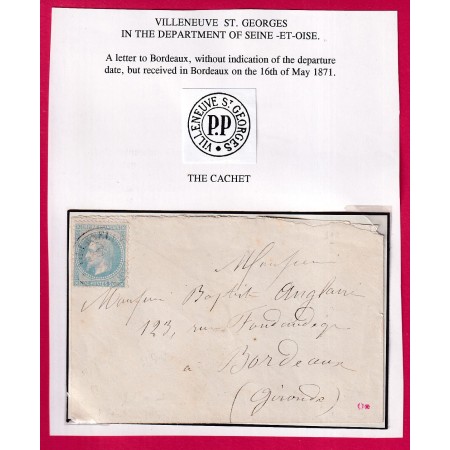 VILLENEUVE ST. GEORGES
IN THE DEPARTMENT OF SEINE -ET-OISE.
A letter to Bordeaux, without indication of the departure
date, but received in Bordeaux on the 16th of May 1871.
VILLENEUVE ST GEORGES
P.P
THE CACHET
Monsieur
Monsieur Baptiste Anglade
123, rue Fondaudège
à Bordeaux
(Gironde)